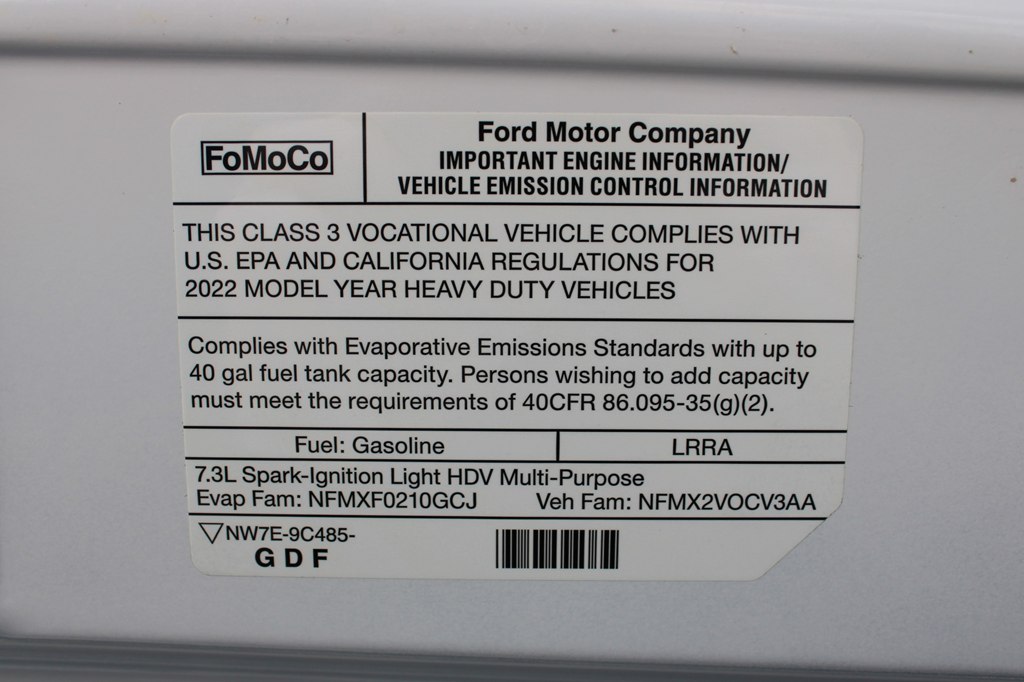 FoMoCo
Ford Motor Company
IMPORTANT ENGINE INFORMATION/
VEHICLE EMISSION CONTROL INFORMATION
THIS CLASS 3 VOCATIONAL VEHICLE COMPLIES WITH
U.S. EPA AND CALIFORNIA REGULATIONS FOR
2022 MODEL YEAR HEAVY DUTY VEHICLES
Complies with Evaporative Emissions Standards with up to
40 gal fuel tank capacity. Persons wishing to add capacity
must meet the requirements of 40CFR 86.095-35(g)(2).
Fuel: Gasoline LRRA
7.3L Spark-Ignition Light HDV Multi-Purpose
Evap Fam: NFMXF0210GCJ Veh Fam: NFMX2VOCV3AA
NW7E-9C485-
G D F